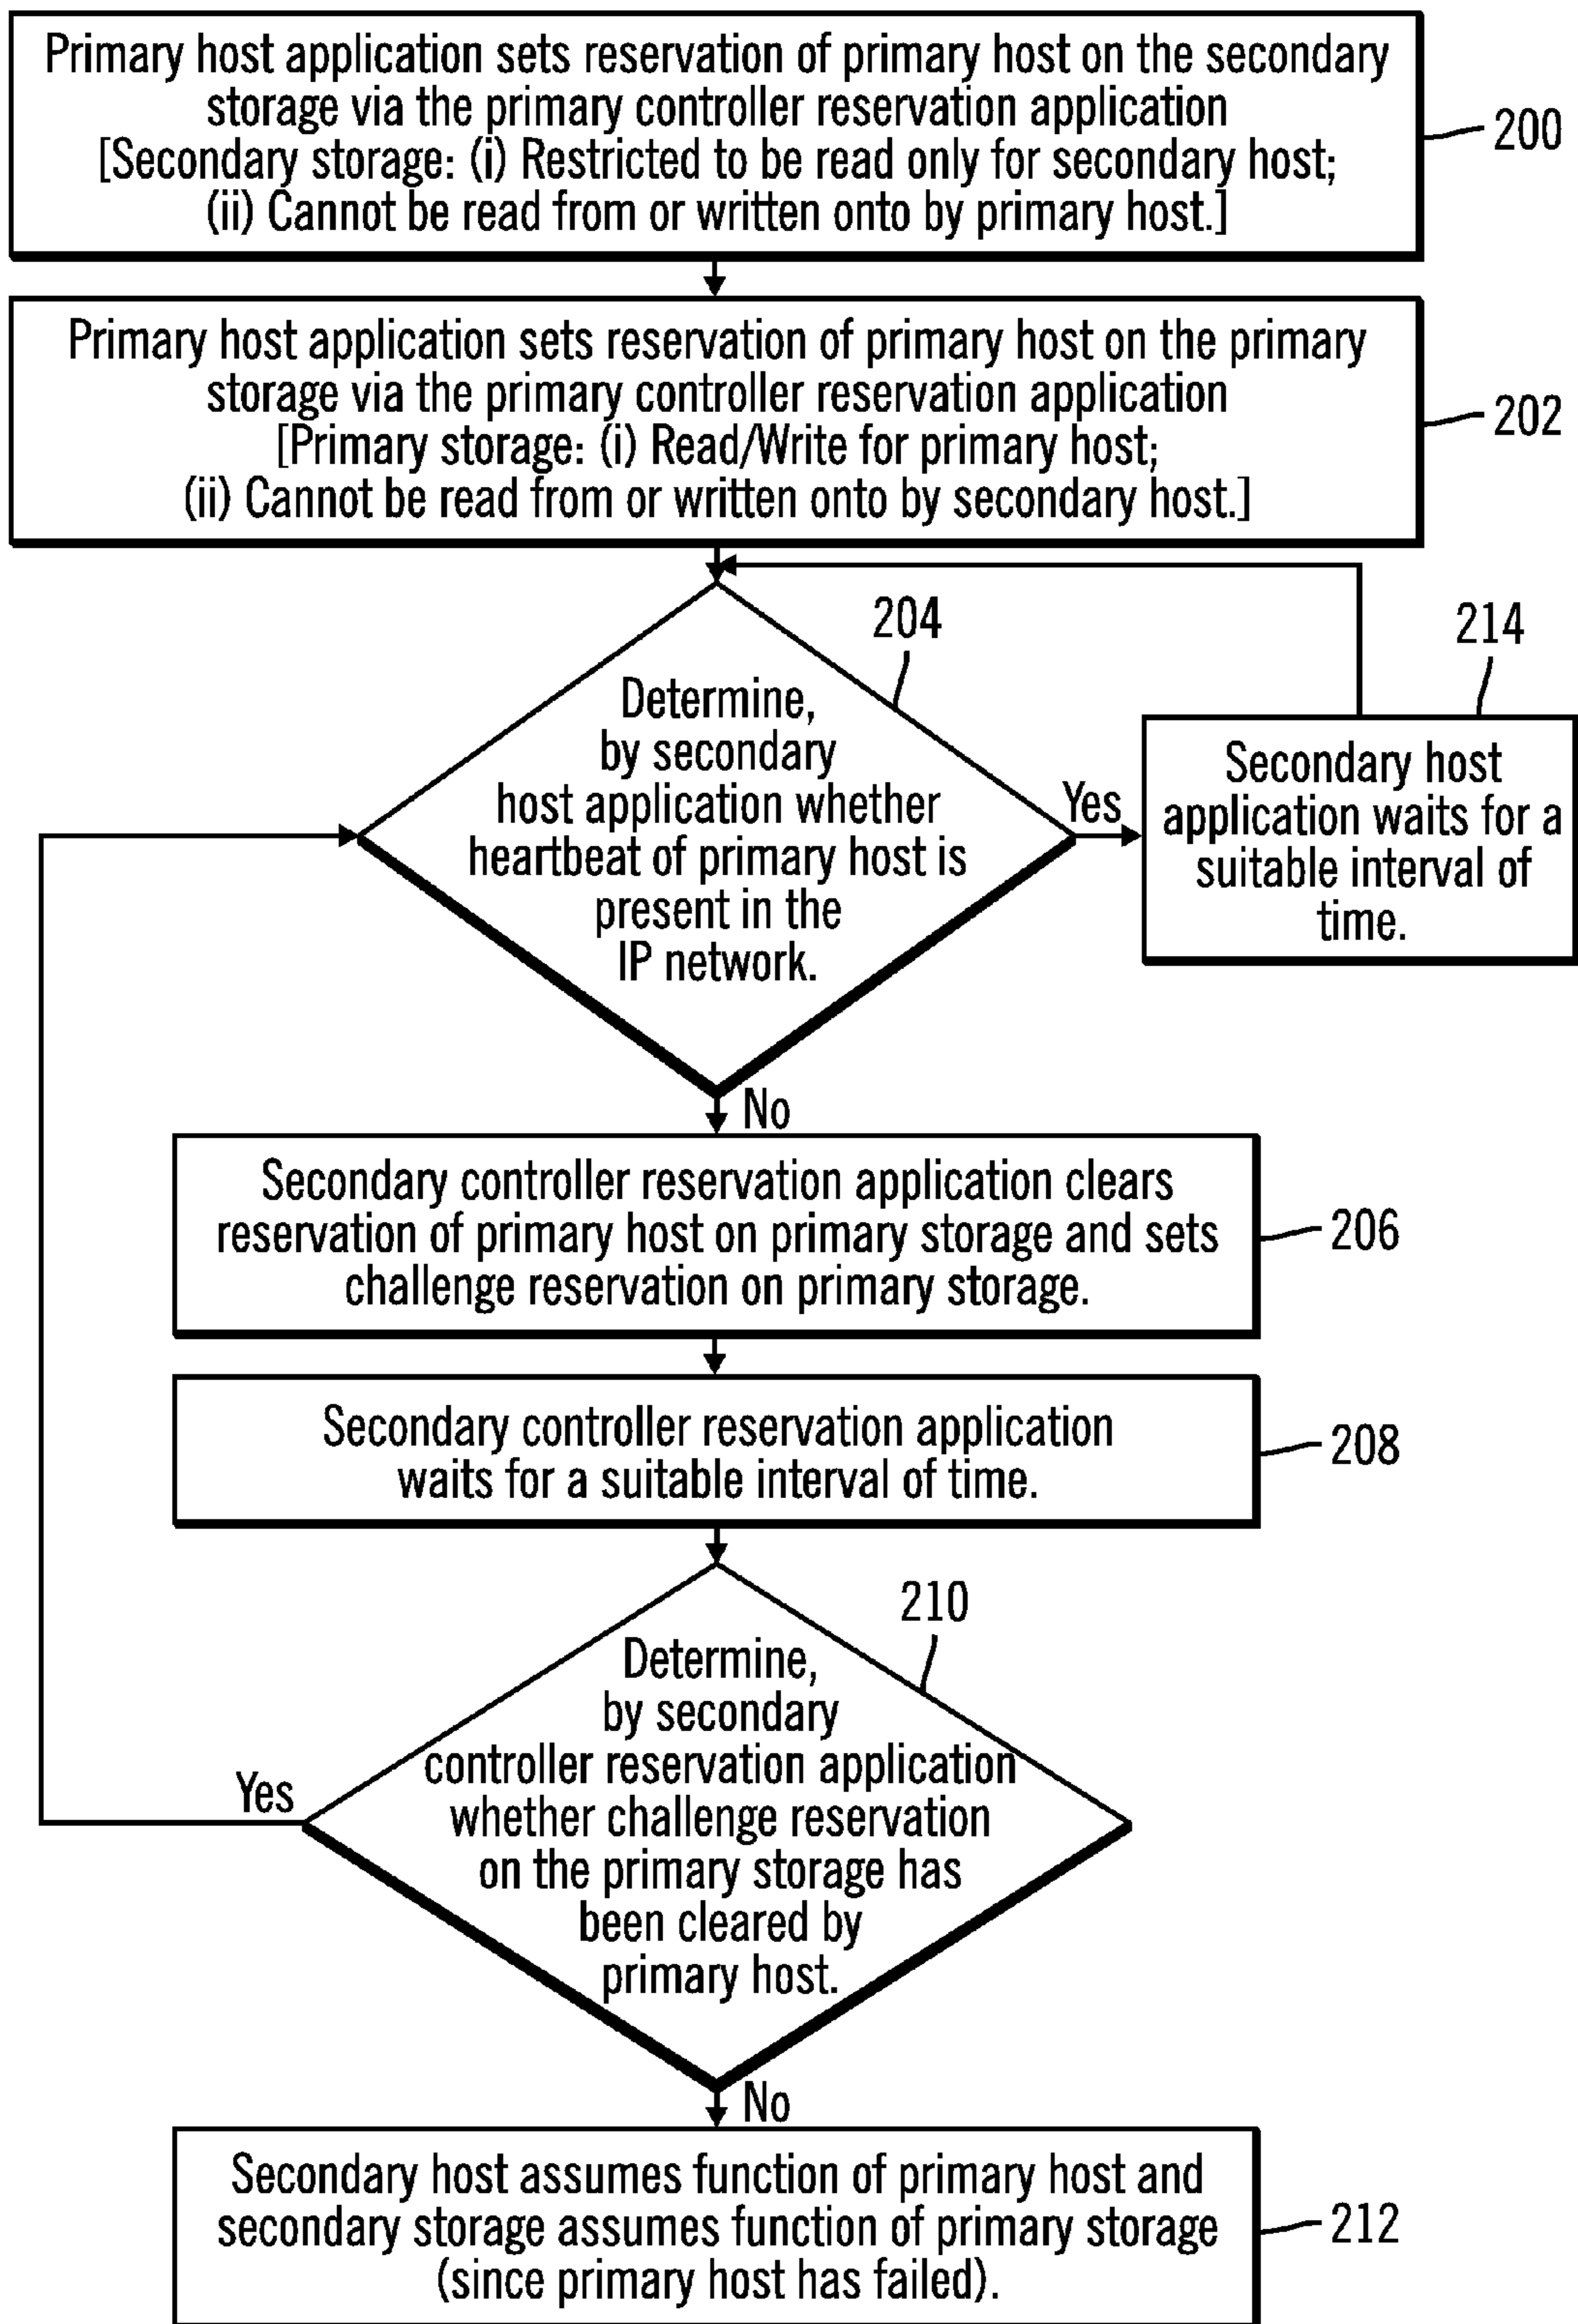 Primary host application sets reservation of primary host on the secondary
storage via the primary controller reservation application
[Secondary storage: (i) Restricted to be read only for secondary host;
(ii) Cannot be read from or written onto by primary host.]
200
Primary host application sets reservation of primary host on the primary
storage via the primary controller reservation application
[Primary storage: (i) Read/Write for primary host;
(ii) Cannot be read from or written onto by secondary host.]
202
204
Determine,
by secondary
host application whether
heartbeat of primary host is
present in the
IP network.
Yes
214
Secondary host
application waits for a
suitable interval of
time.
No
Secondary controller reservation application clears
reservation of primary host on primary storage and sets
challenge reservation on primary storage.
206
Secondary controller reservation application
waits for a suitable interval of time.
208
210
Determine,
by secondary
controller reservation application
whether challenge reservation
on the primary storage has
been cleared by
primary host.
Yes
No
Secondary host assumes function of primary host and
secondary storage assumes function of primary storage
(since primary host has failed).
212